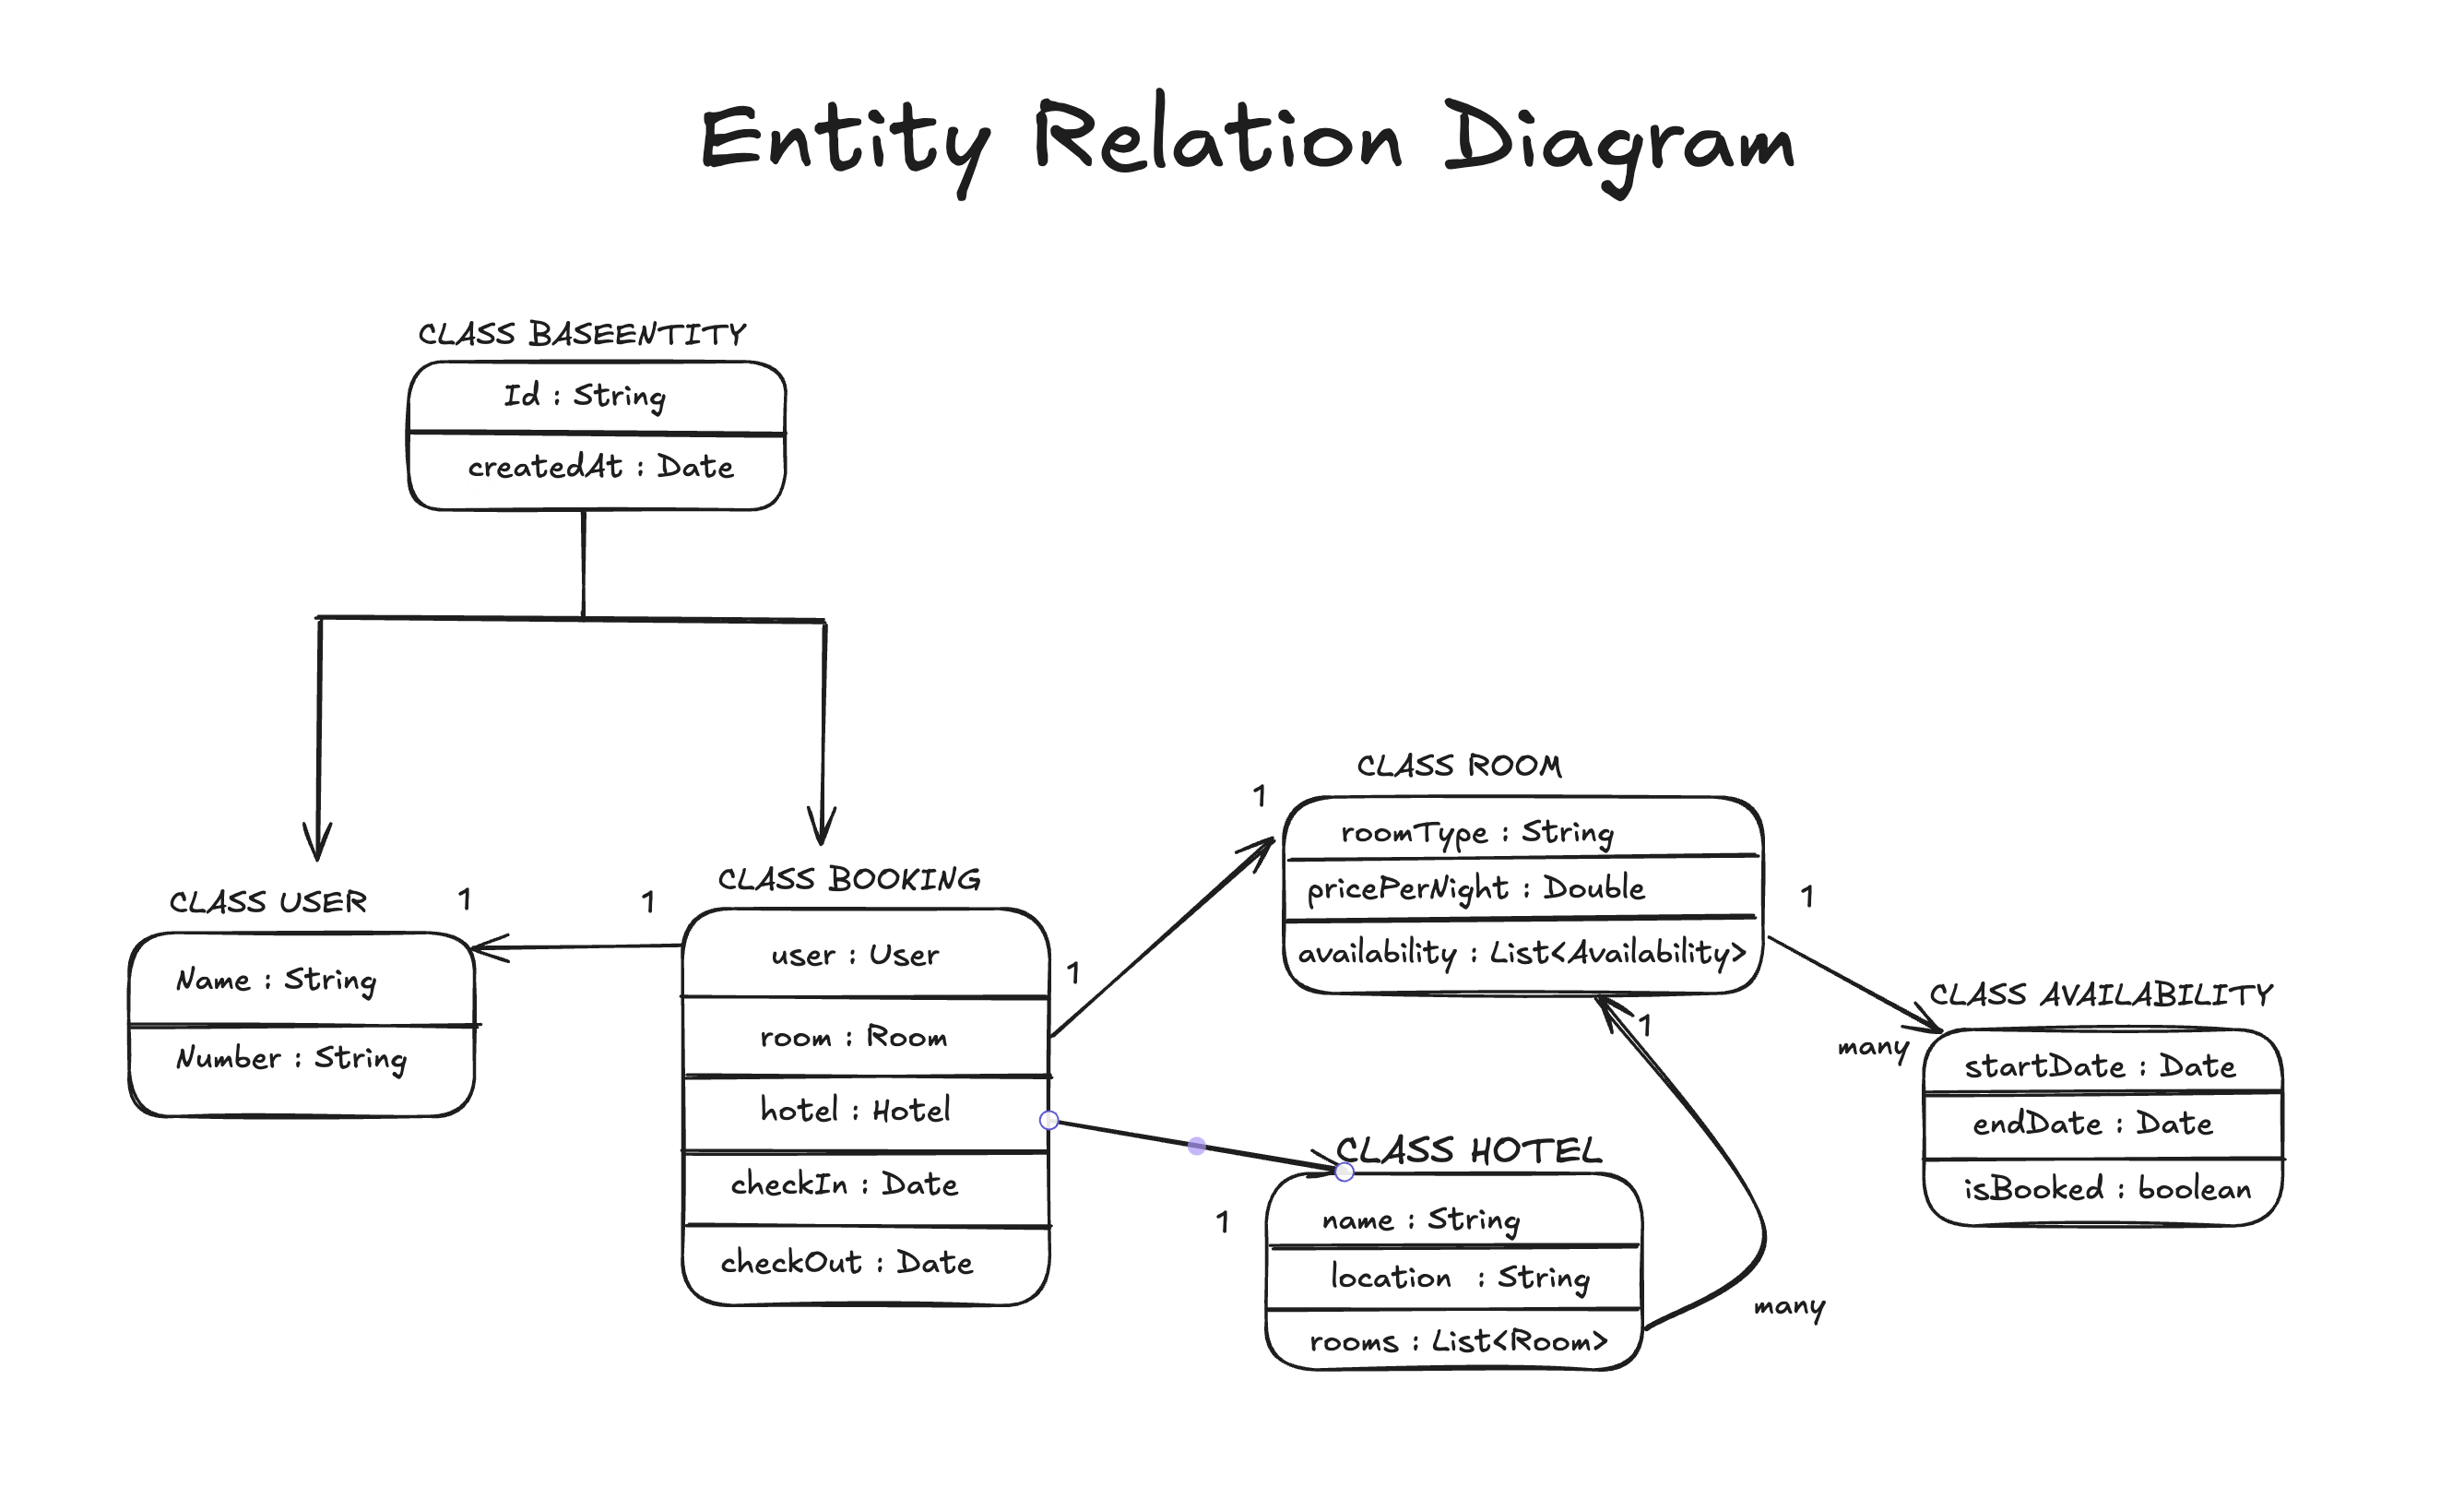 Entity Relation Diagram
CLASS BASEENTITY
Id : String
createdAt : Date
CLASS USER
1
Name : String
Number : String
1
CLASS BOOKING
user : User
room : Room
hotel : Hotel
checkIn : Date
checkOut : Date
1
1
CLASS ROOM
roomType : String
pricePerNight : Double
availability : List<Availability>
1
many
CLASS AVAILABILITY
startDate : Date
endDate : Date
isBooked : boolean
1
CLASS HOTEL
1
name : String
location : String
rooms : List<Room>
many